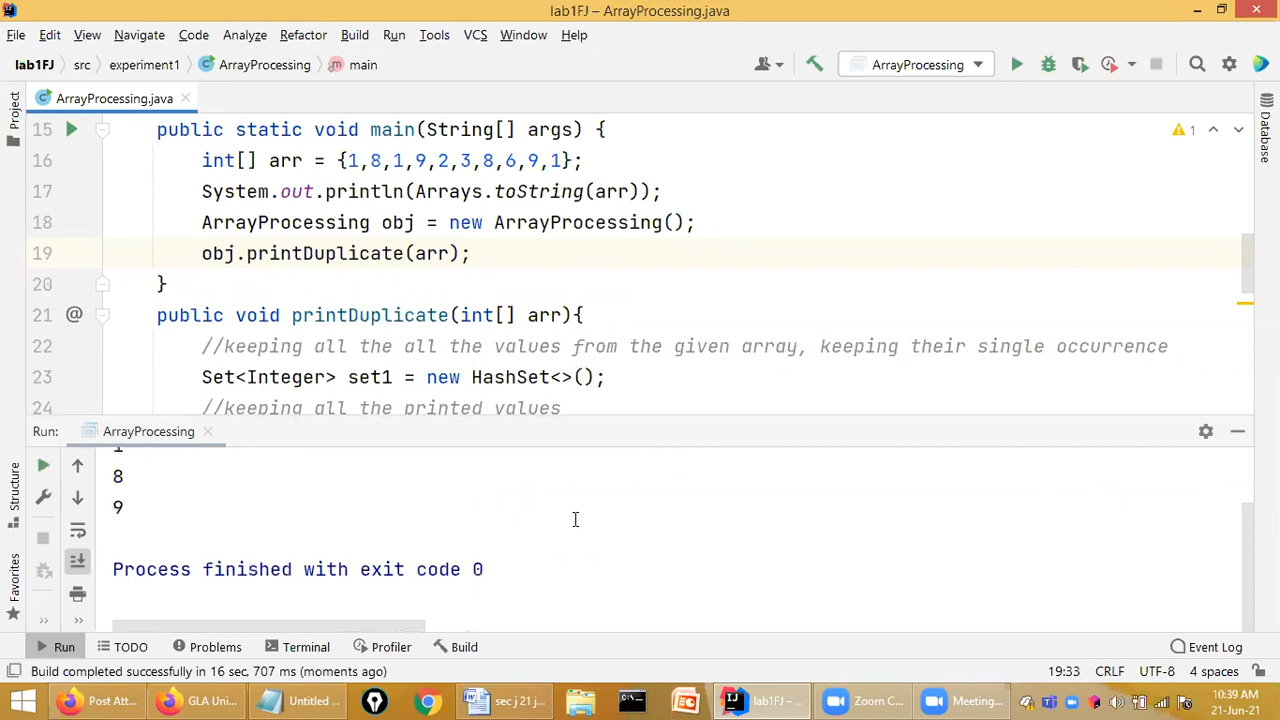 lab1FJ – ArrayProcessing.java
File Edit View Navigate Code Analyze Refactor Build Run Tools VCS Window Help
lab1FJ src experiment1 ArrayProcessing main ArrayProcessing
ArrayProcessing.java
15 public static void main(String[] args) {
16 int[] arr = {1,8,1,9,2,3,8,6,9,1};
17 System.out.println(Arrays.toString(arr));
18 ArrayProcessing obj = new ArrayProcessing();
19 obj.printDuplicate(arr);
20 }
21 @ public void printDuplicate(int[] arr){
22 //keeping all the all the values from the given array, keeping their single occurrence
23 Set<Integer> set1 = new HashSet<>();
24 //keeping all the printed values
1
Project
Database
Structure
Favorites
Run: ArrayProcessing
1
8
9
Process finished with exit code 0
Run TODO Problems Terminal Profiler Build Event Log
Build completed successfully in 16 sec, 707 ms (moments ago) 19:33 CRLF UTF-8 4 spaces
Post Att... GLA Uni... Untitled ... sec j 21 j... lab1FJ – ... Zoom C... Meeting...
10:39 AM
21-Jun-21